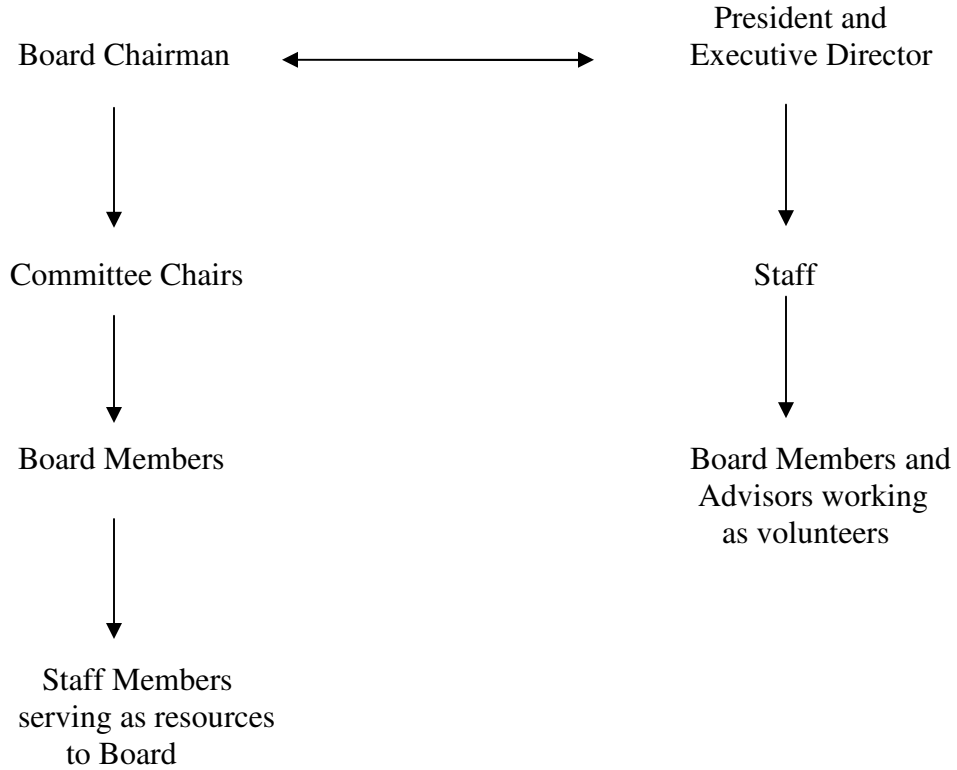 Board Chairman
President and
Executive Director
Committee Chairs
Staff
Board Members
Board Members and
Advisors working
as volunteers
Staff Members
serving as resources
to Board